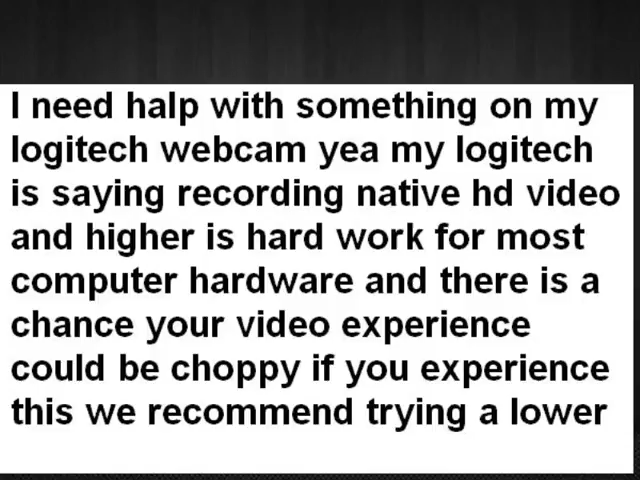 I need halp with something on my
logitech webcam yea my logitech
is saying recording native hd video
and higher is hard work for most
computer hardware and there is a
chance your video experience
could be choppy if you experience
this we recommend trying a lower